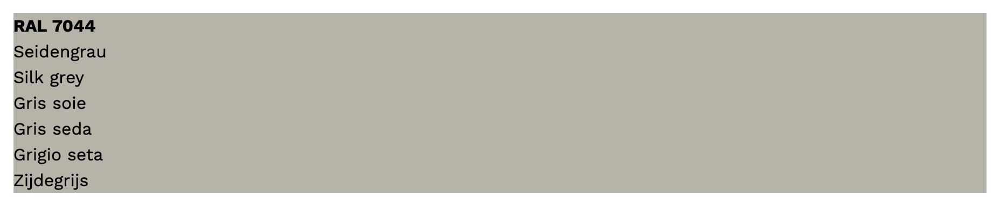 RAL 7044
Seidengrau
Silk grey
Gris soie
Gris seda
Grigio seta
Zijdegrijs